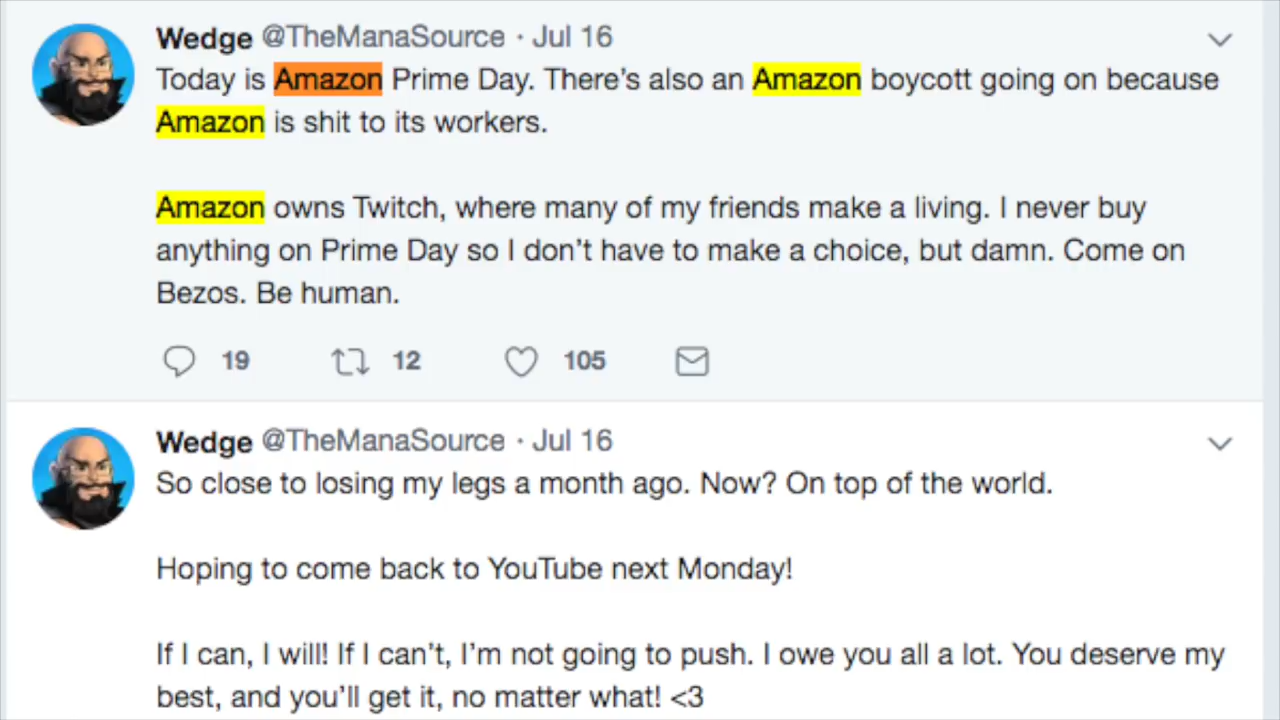 Wedge @TheManaSource · Jul 16
Today is Amazon Prime Day. There’s also an Amazon boycott going on because
Amazon is shit to its workers.
Amazon owns Twitch, where many of my friends make a living. I never buy
anything on Prime Day so I don’t have to make a choice, but damn. Come on
Bezos. Be human.
19 12 105
Wedge @TheManaSource · Jul 16
So close to losing my legs a month ago. Now? On top of the world.
Hoping to come back to YouTube next Monday!
If I can, I will! If I can’t, I’m not going to push. I owe you all a lot. You deserve my
best, and you’ll get it, no matter what! <3